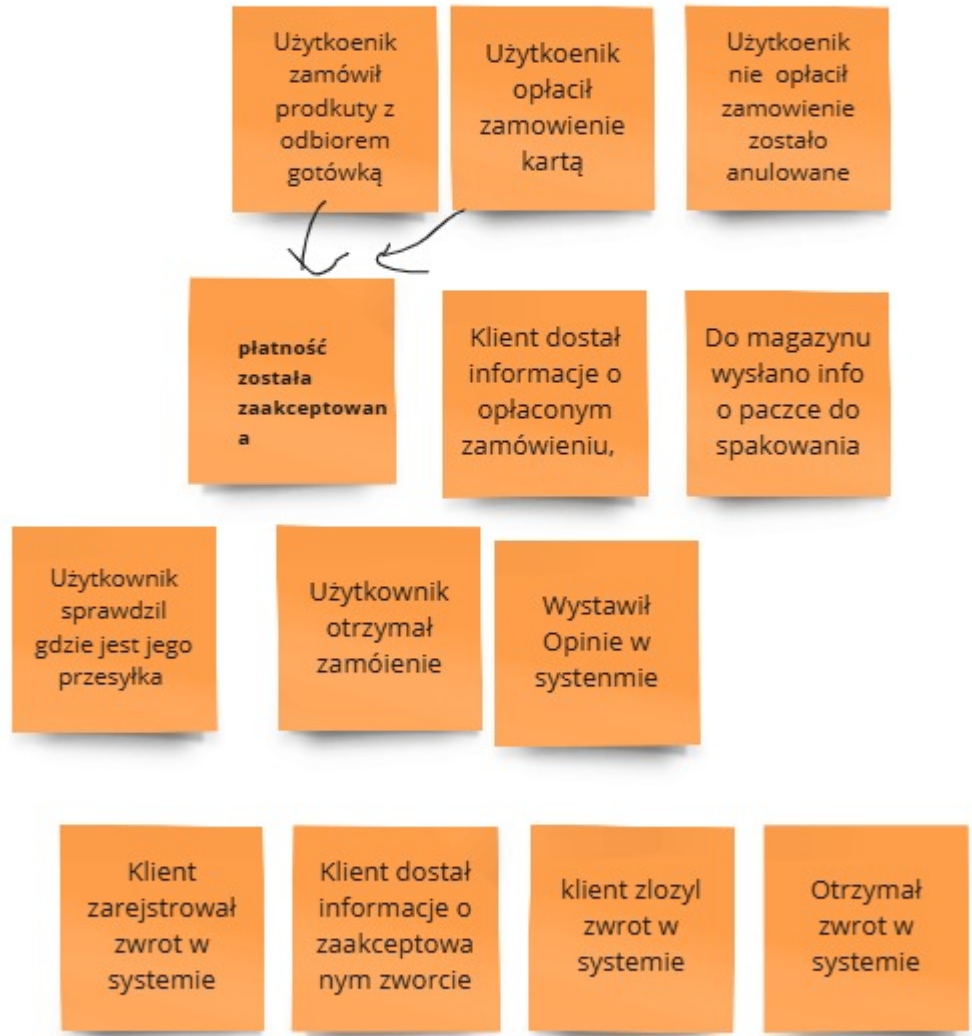 Użytkoenik
zamówił
prodkuty z
odbiorem
gotówką
Użytkoenik
opłacił
zamowienie
kartą
Użytkoenik
nie opłacił
zamowienie
zostało
anulowane
płatność
została
zaakceptowan
a
Klient dostał
informacje o
opłaconym
zamówieniu,
Do magazynu
wysłano info
o paczce do
spakowania
Użytkownik
sprawdzil
gdzie jest jego
przesyłka
Użytkownik
otrzymał
zamóienie
Wystawił
Opinie w
systenmie
Klient
zarejstrował
zwrot w
systemie
Klient dostał
informacje o
zaakceptowa
nym zworcie
klient zlozyl
zwrot w
systemie
Otrzymał
zwrot w
systemie